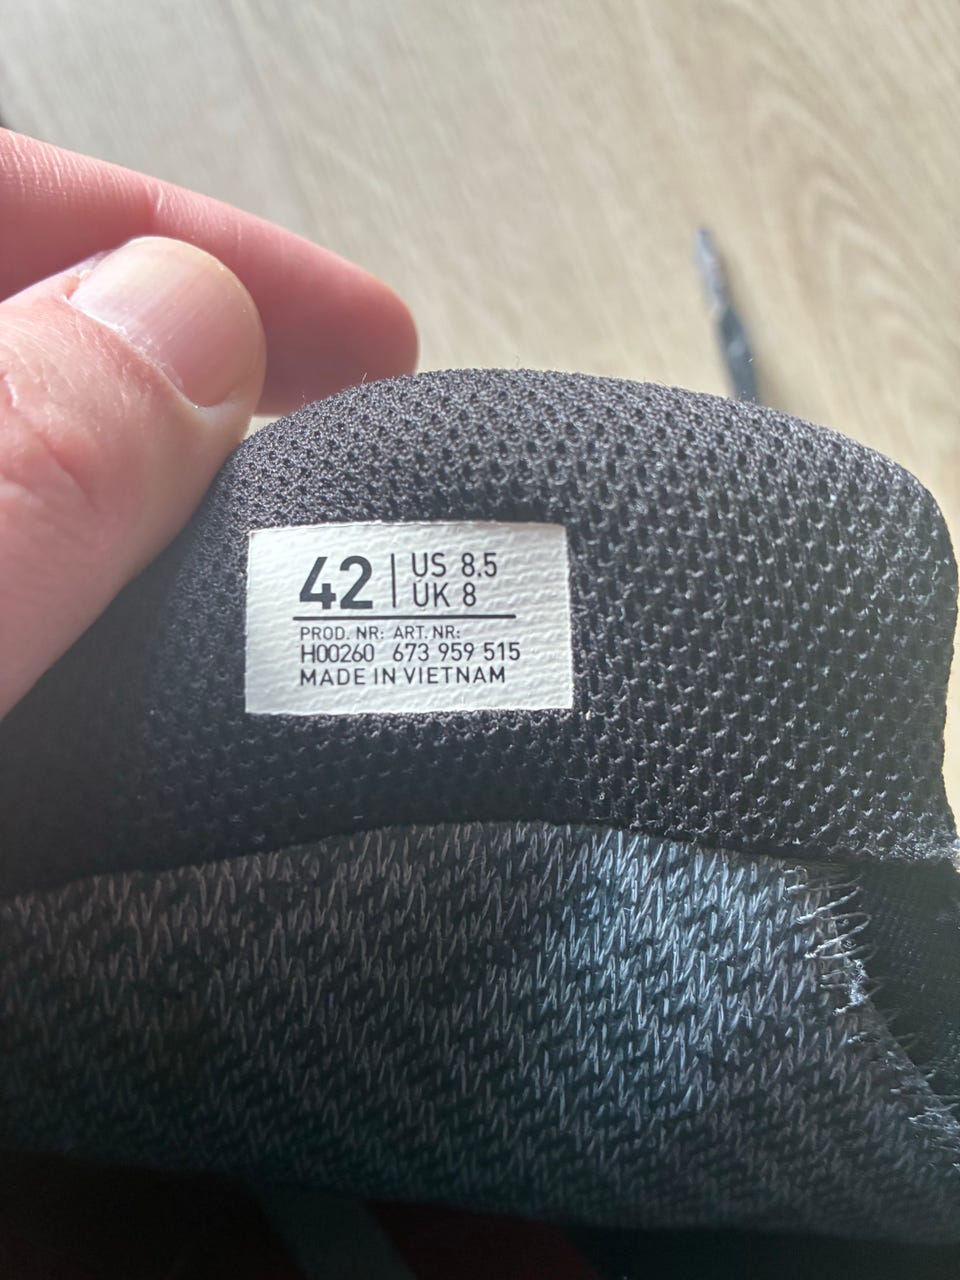 42 | US 8.5
UK 8
PROD. NR: ART. NR:
H00260 673 959 515
MADE IN VIETNAM